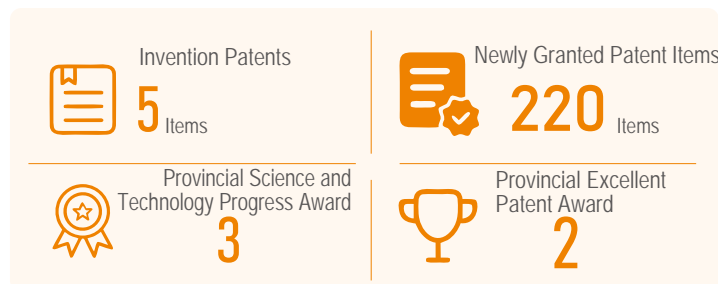 Invention Patents
5 Items
Newly Granted Patent Items
220 Items
Provincial Science and
Technology Progress Award
3
Provincial Excellent
Patent Award
2